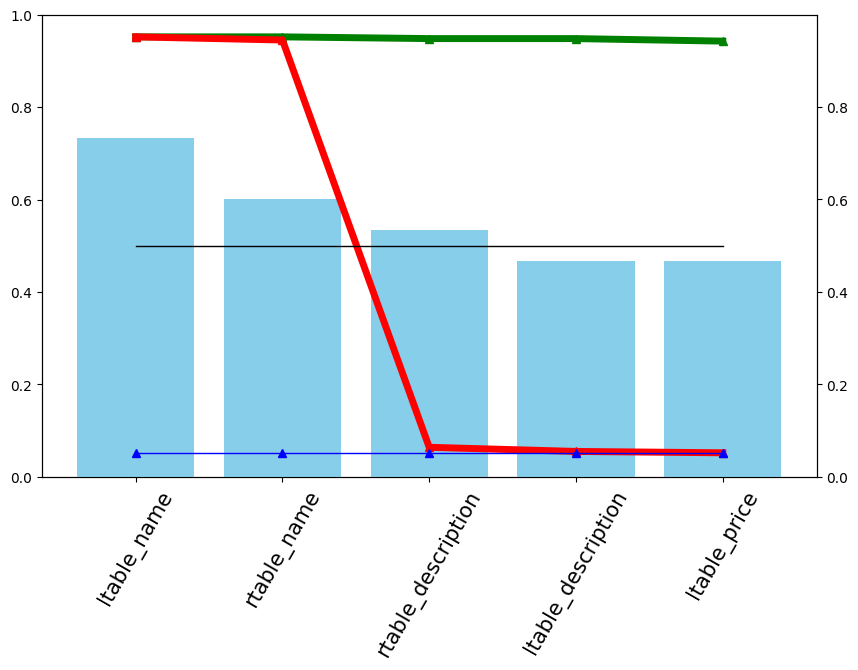 1.0
0.8 0.8
0.6 0.6
0.4 0.4
0.2 0.2
0.0 0.0
ltable_name
rtable_name
rtable_description
ltable_description
ltable_price